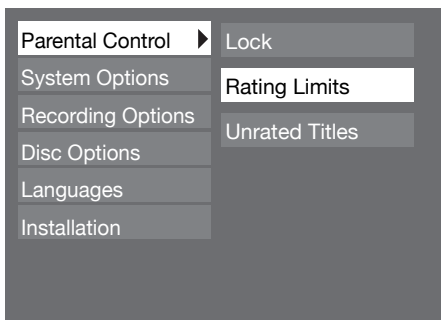 Parental Control
System Options
Recording Options
Disc Options
Languages
Installation
Lock
Rating Limits
Unrated Titles